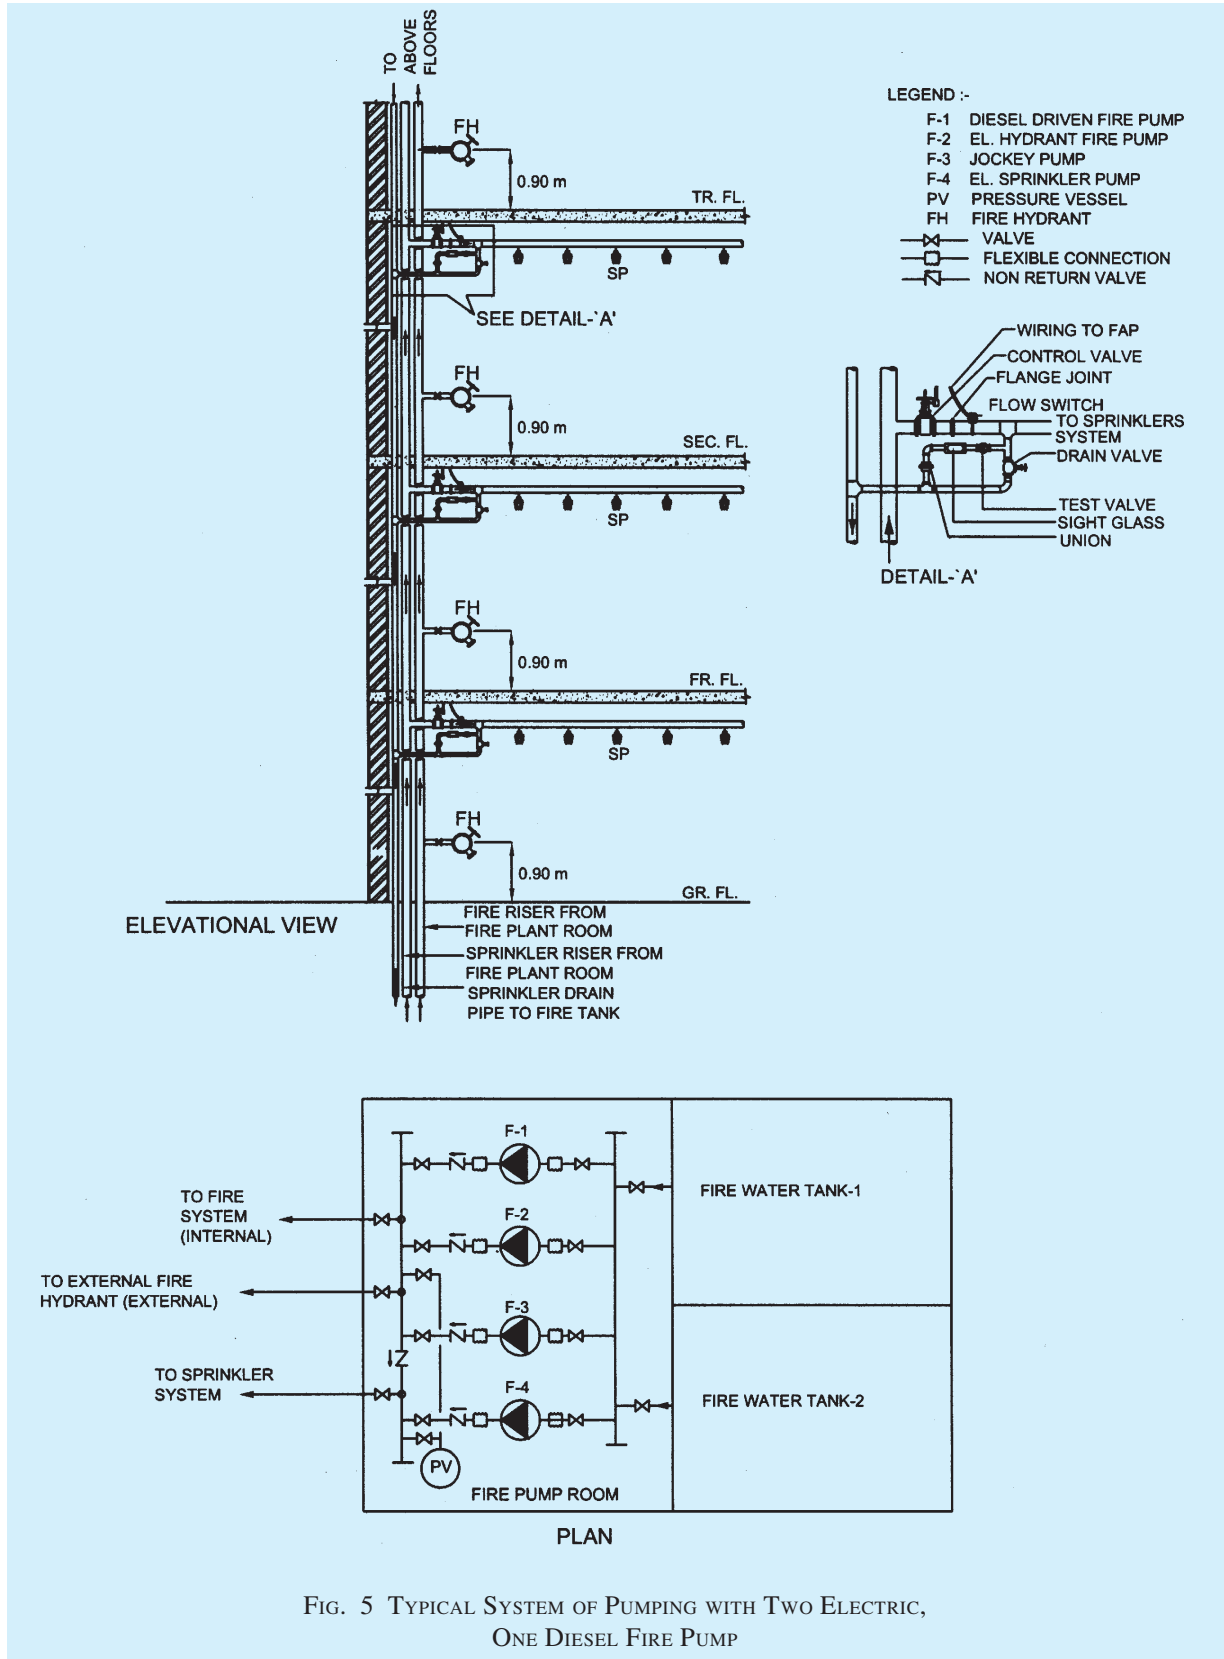 TO
ABOVE
FLOORS
FH
0.90 m
TR. FL.
SP
SEE DETAIL-`A'
FH
0.90 m
SEC. FL.
SP
FH
0.90 m
FR. FL.
SP
FH
0.90 m
GR. FL.
ELEVATIONAL VIEW
FIRE RISER FROM
FIRE PLANT ROOM
SPRINKLER RISER FROM
FIRE PLANT ROOM
SPRINKLER DRAIN
PIPE TO FIRE TANK
LEGEND :-
F-1 DIESEL DRIVEN FIRE PUMP
F-2 EL. HYDRANT FIRE PUMP
F-3 JOCKEY PUMP
F-4 EL. SPRINKLER PUMP
PV PRESSURE VESSEL
FH FIRE HYDRANT
VALVE
FLEXIBLE CONNECTION
NON RETURN VALVE
WIRING TO FAP
CONTROL VALVE
FLANGE JOINT
FLOW SWITCH
TO SPRINKLERS
SYSTEM
DRAIN VALVE
TEST VALVE
SIGHT GLASS
UNION
DETAIL-`A'
F-1
F-2
F-3
F-4
PV
TO FIRE
SYSTEM
(INTERNAL)
TO EXTERNAL FIRE
HYDRANT (EXTERNAL)
TO SPRINKLER
SYSTEM
FIRE WATER TANK-1
FIRE WATER TANK-2
FIRE PUMP ROOM
PLAN
FIG. 5 TYPICAL SYSTEM OF PUMPING WITH TWO ELECTRIC,
ONE DIESEL FIRE PUMP